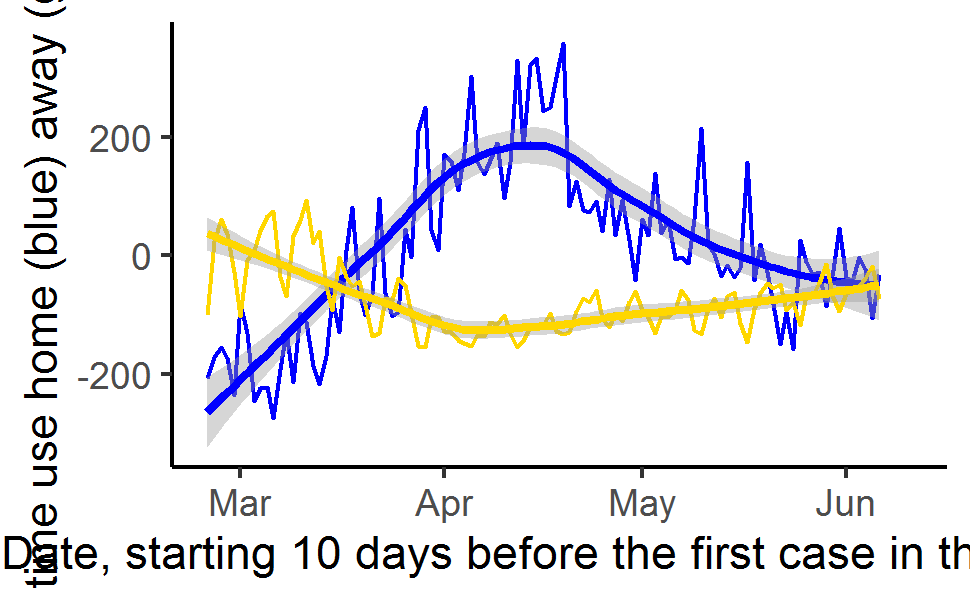 time use home (blue) away (
200
0
-200
Mar Apr May Jun
Date, starting 10 days before the first case in th